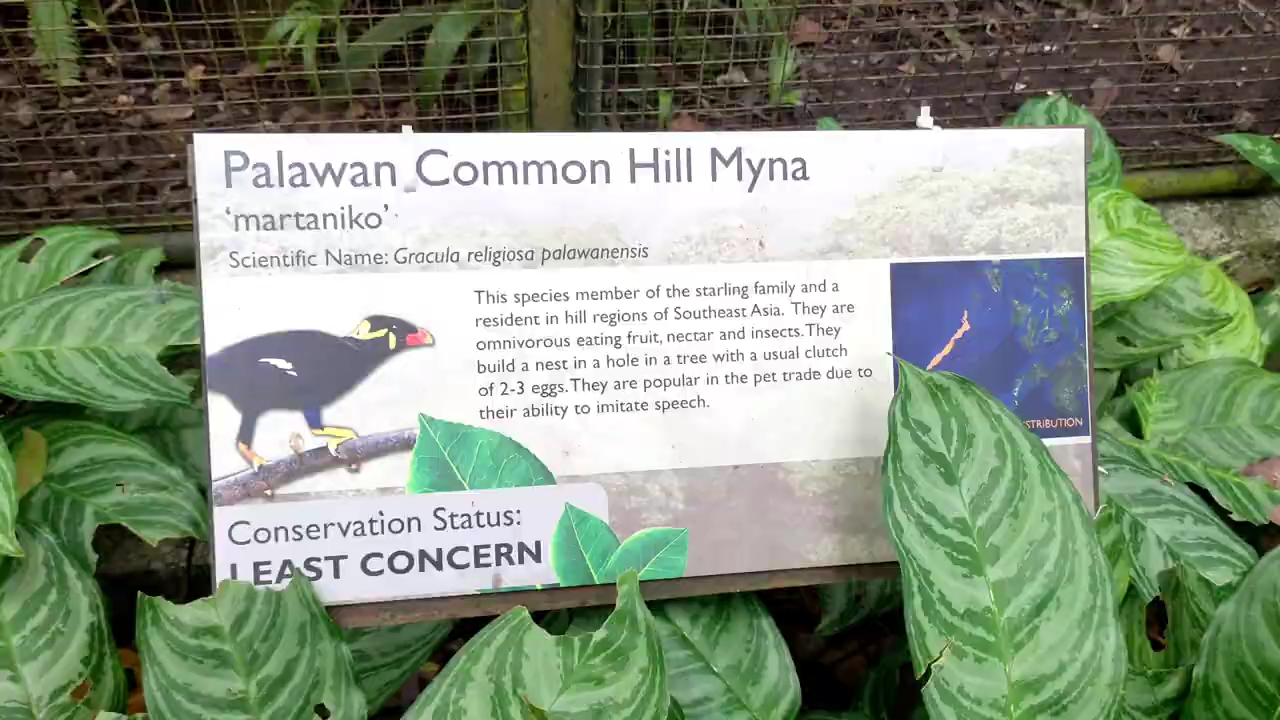 Palawan Common Hill Myna
'martaniko'
Scientific Name: Gracula religiosa palawanensis
This species member of the starling family and a
resident in hill regions of Southeast Asia. They are
omnivorous eating fruit, nectar and insects. They
build a nest in a hole in a tree with a usual clutch
of 2-3 eggs. They are popular in the pet trade due to
their ability to imitate speech.
STRIBUTION
Conservation Status:
LEAST CONCERN